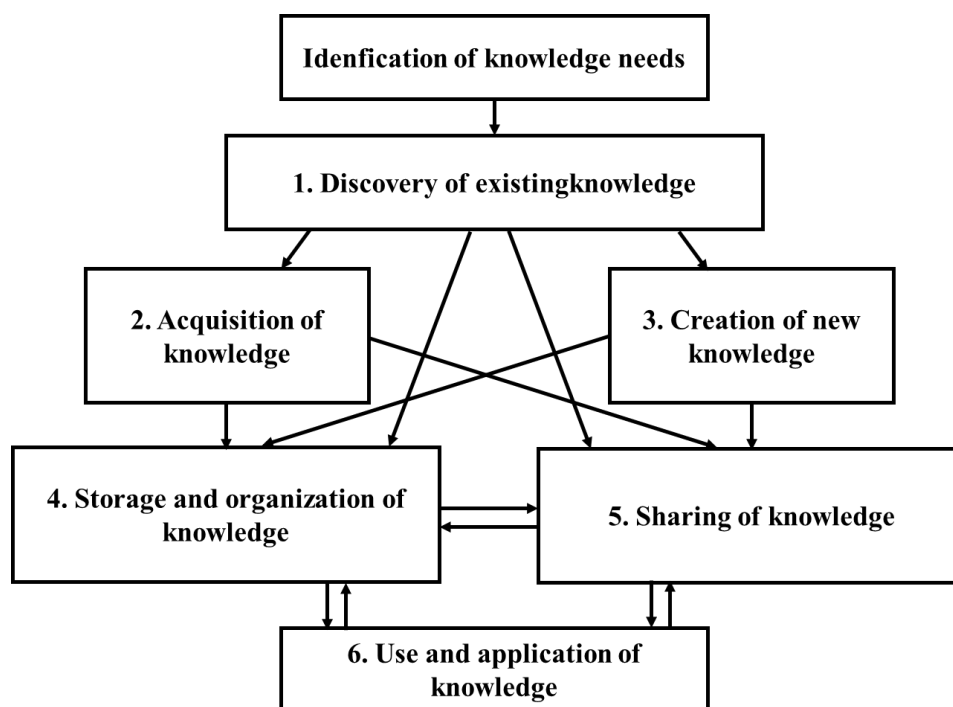 Idenfication of knowledge needs
1. Discovery of existingknowledge
2. Acquisition of
knowledge
3. Creation of new
knowledge
4. Storage and organization of
knowledge
5. Sharing of knowledge
6. Use and application of
knowledge